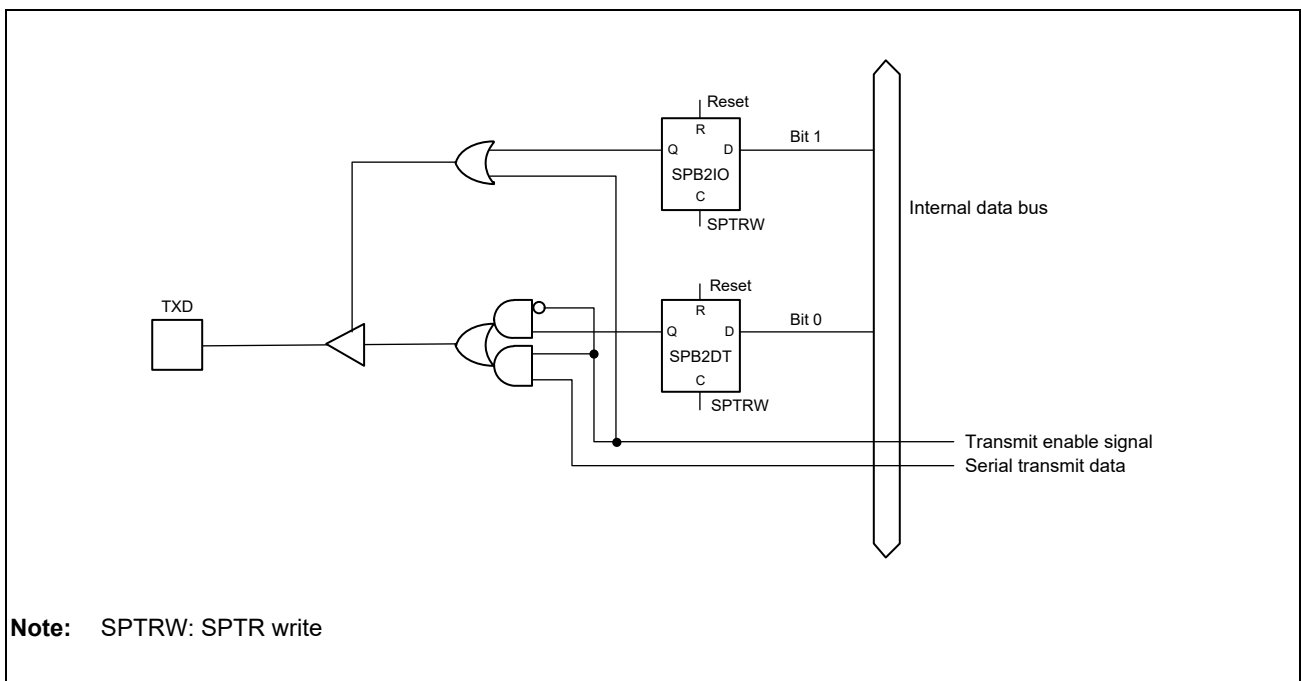 Reset
R
Bit 1
Q D
SPB2IO
C
SPTRW
Internal data bus
Reset
TXD
R
Bit 0
Q D
SPB2DT
C
SPTRW
Transmit enable signal
Serial transmit data
Note: SPTRW: SPTR write